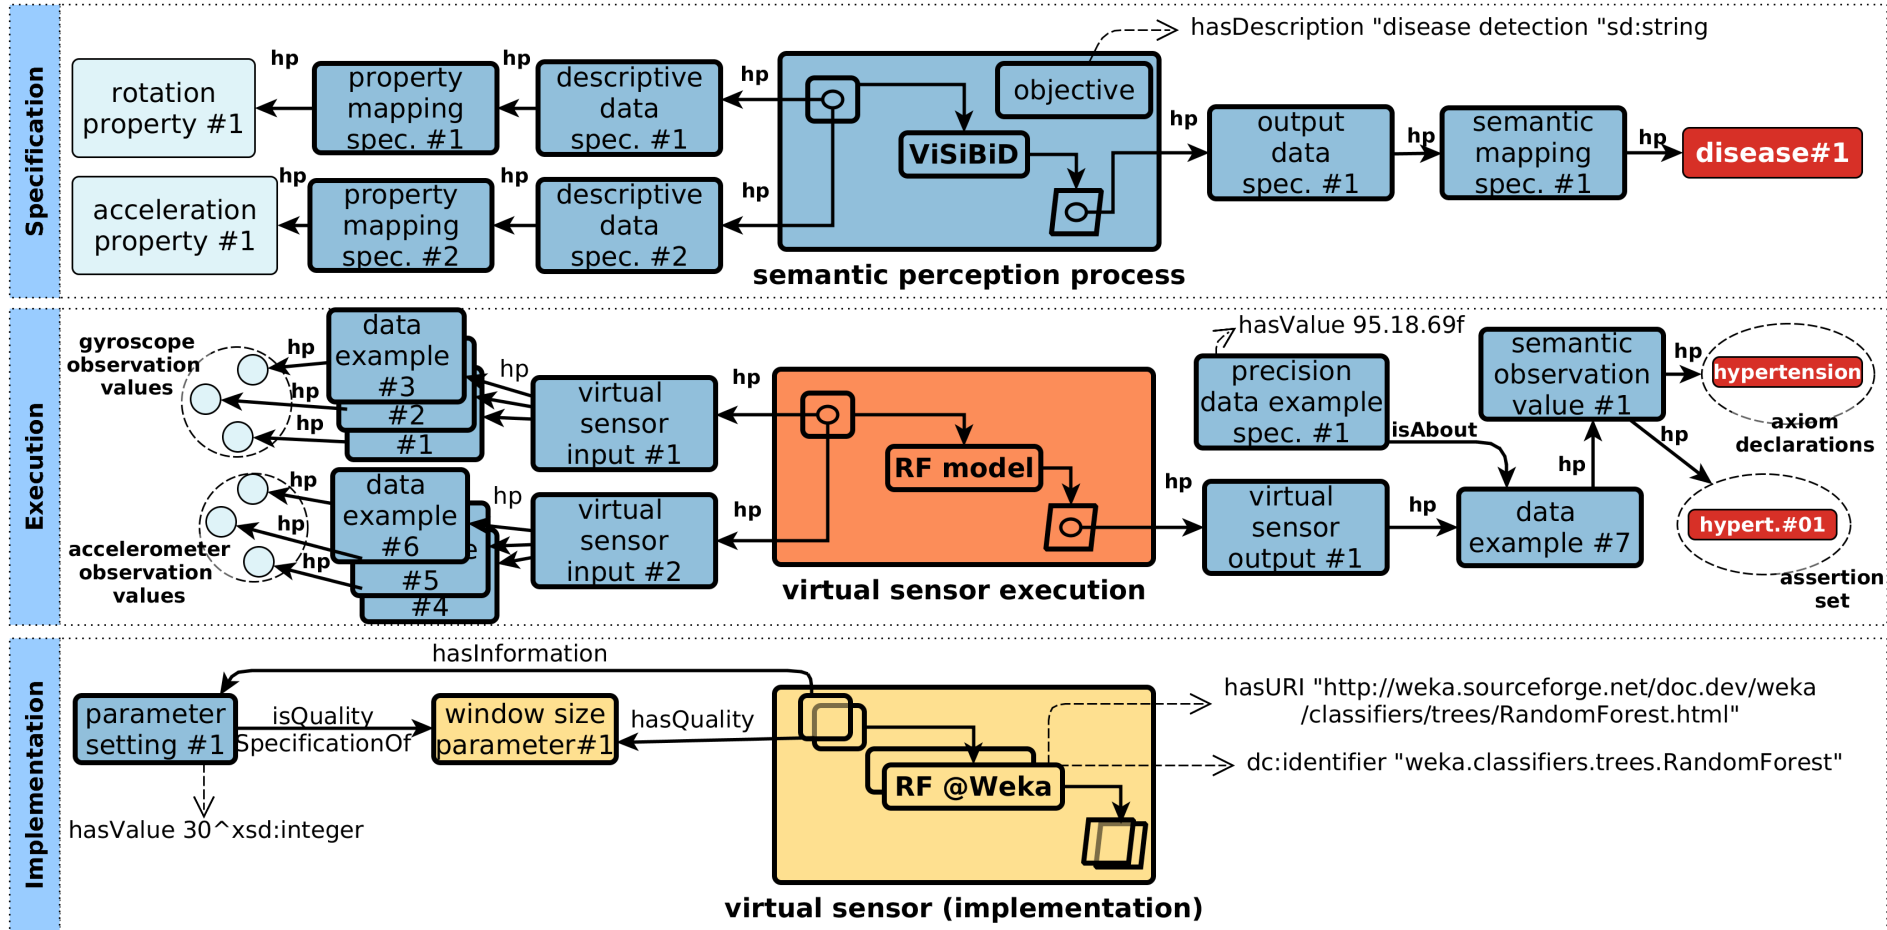 Specification
hasDescription "disease detection "sd:string
rotation
property #1
hp
property
mapping
spec. #1
hp
descriptive
data
spec. #1
hp
objective
ViSiBiD
hp
output
data
spec. #1
hp
semantic
mapping
spec. #1
hp
disease#1
acceleration
property #1
hp
property
mapping
spec. #2
hp
descriptive
data
spec. #2
hp
semantic perception process
Execution
gyroscope
observation
values
hp
hp
hp
data
example
#3
#2
#1
hp
virtual
sensor
input #1
hp
accelerometer
observation
values
hp
hp
hp
data
example
#6
e
#5
#4
hp
virtual
sensor
input #2
hp
RF model
virtual sensor execution
hp
virtual
sensor
output #1
hp
hasValue 95.18.69f
precision
data example
spec. #1
isAbout
data
example #7
hp
semantic
observation
value #1
hp
hypertension
axiom
declarations
hp
hypert.#01
assertion
set
Implementation
hasInformation
parameter
setting #1
isQuality
SpecificationOf
window size
parameter#1
hasQuality
hasValue 30^xsd:integer
RF @Weka
hasURI "http://weka.sourceforge.net/doc.dev/weka
/classifiers/trees/RandomForest.html"
dc:identifier "weka.classifiers.trees.RandomForest"
virtual sensor (implementation)